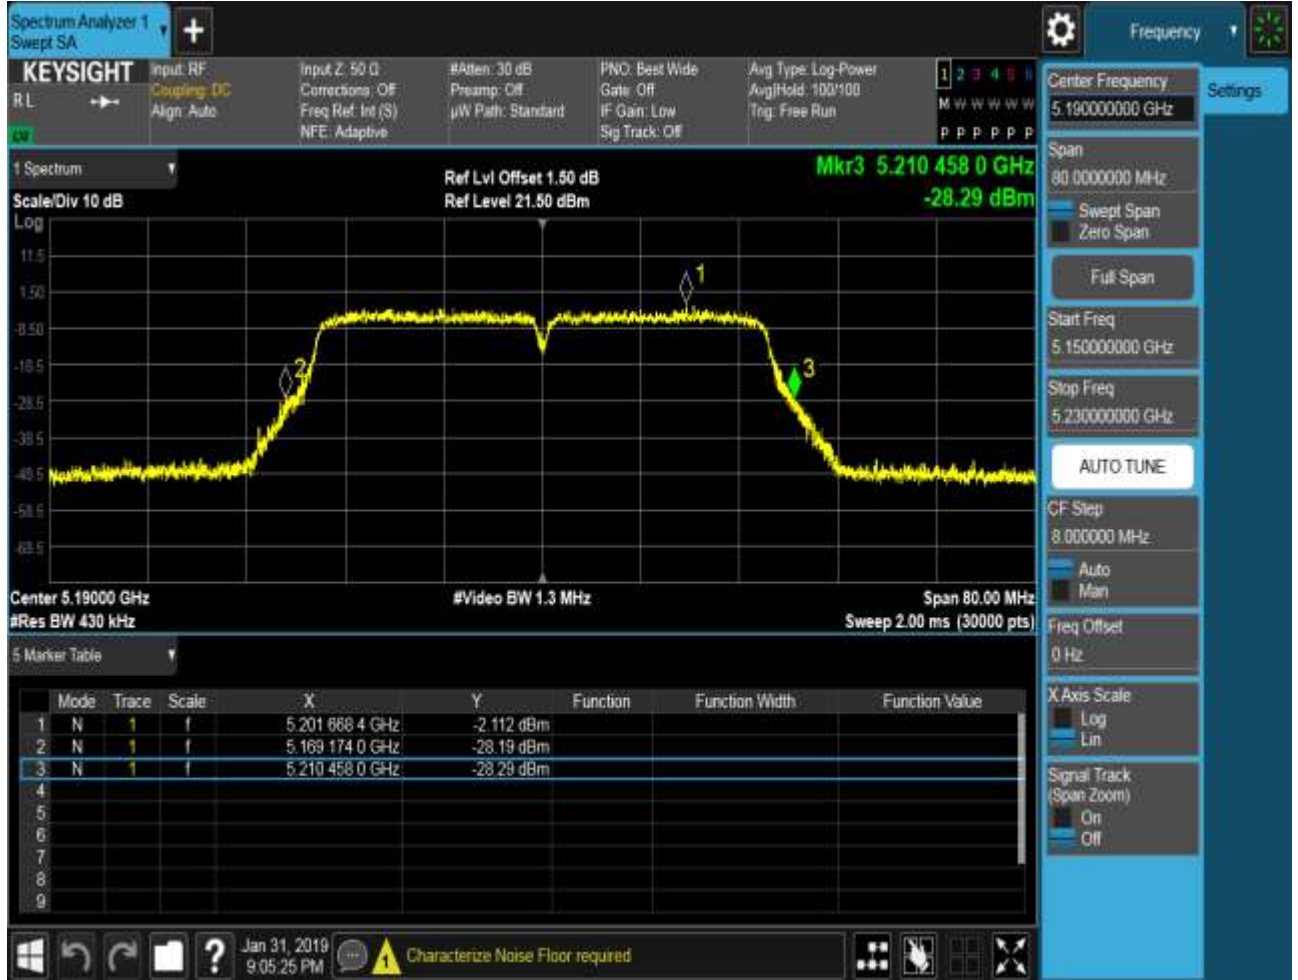 Spectrum Analyzer 1
Swept SA
Frequency
KEYSIGHT
RL
Input: RF
Coupling: DC
Align: Auto
Input Z: 50 Ω
Corrections: Off
Freq Ref: Int (S)
NFE: Adaptive
#Atten: 30 dB
Preamp: Off
µW Path: Standard
PNO: Best Wide
Gate: Off
IF Gain: Low
Sig Track: Off
Avg Type: Log-Power
Avg|Hold: 100/100
Trig: Free Run
1 2 3 4 5 6
M W W W W W
P P P P P P
1 Spectrum
Scale/Div 10 dB
Ref Lvl Offset 1.50 dB
Ref Level 21.50 dBm
Mkr3 5.210 458 0 GHz
-28.29 dBm
Log
11.5
1.50
-8.50
-18.5
-28.5
-38.5
-48.5
-58.5
-68.5
1
2
3
Center 5.19000 GHz
#Res BW 430 kHz
#Video BW 1.3 MHz
Span 80.00 MHz
Sweep 2.00 ms (30000 pts)
5 Marker Table
Mode Trace Scale X Y Function Function Width Function Value
1 N 1 f 5.201 668 4 GHz -2.112 dBm
2 N 1 f 5.169 174 0 GHz -28.19 dBm
3 N 1 f 5.210 458 0 GHz -28.29 dBm
4
5
6
7
8
9
Jan 31, 2019
9:05:25 PM
1
Characterize Noise Floor required
Center Frequency
5.190000000 GHz
Settings
Span
80.0000000 MHz
Swept Span
Zero Span
Full Span
Start Freq
5.150000000 GHz
Stop Freq
5.230000000 GHz
AUTO TUNE
CF Step
8.000000 MHz
Auto
Man
Freq Offset
0 Hz
X Axis Scale
Log
Lin
Signal Track
(Span Zoom)
On
Off